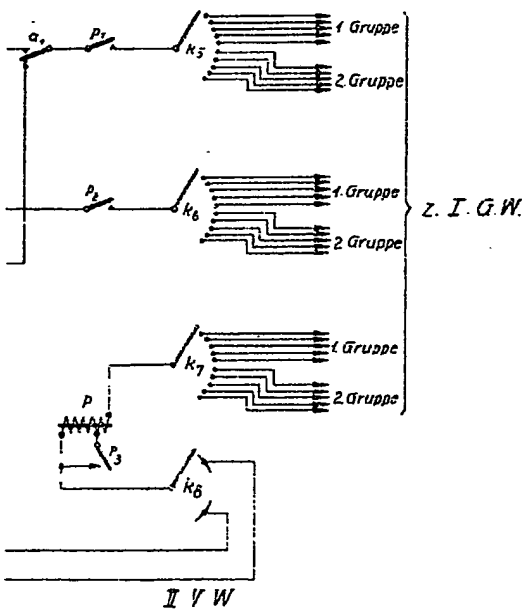 a₁ p₁ k₅ 1 Gruppe
2. Gruppe
p₂ k₆ 1. Gruppe
2 Gruppe
z. I. G. W.
k₇ 1. Gruppe
2. Gruppe
P
p₃
k₈
II V W